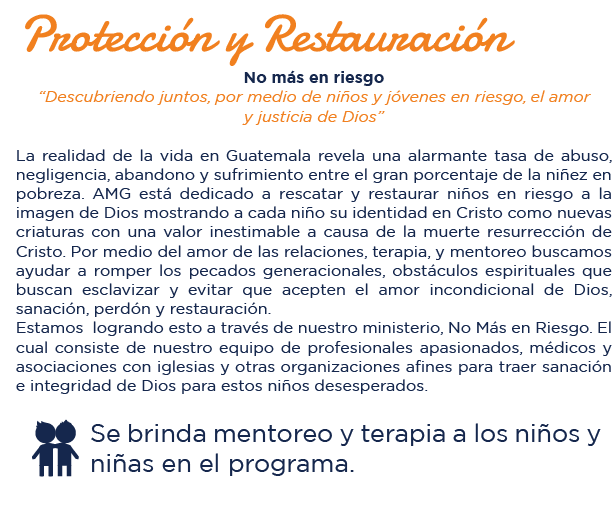 Protección y Restauración
No más en riesgo
“Descubriendo juntos, por medio de niños y jóvenes en riesgo, el amor
y justicia de Dios”
La realidad de la vida en Guatemala revela una alarmante tasa de abuso,
negligencia, abandono y sufrimiento entre el gran porcentaje de la niñez en
pobreza. AMG está dedicado a rescatar y restaurar niños en riesgo a la
imagen de Dios mostrando a cada niño su identidad en Cristo como nuevas
criaturas con una valor inestimable a causa de la muerte resurrección de
Cristo. Por medio del amor de las relaciones, terapia, y mentoreo buscamos
ayudar a romper los pecados generacionales, obstáculos espirituales que
buscan esclavizar y evitar que acepten el amor incondicional de Dios,
sanación, perdón y restauración.
Estamos  logrando esto a través de nuestro ministerio, No Más en Riesgo. El
cual consiste de nuestro equipo de profesionales apasionados, médicos y
asociaciones con iglesias y otras organizaciones afines para traer sanación
e integridad de Dios para estos niños desesperados.
Se brinda mentoreo y terapia a los niños y
niñas en el programa.